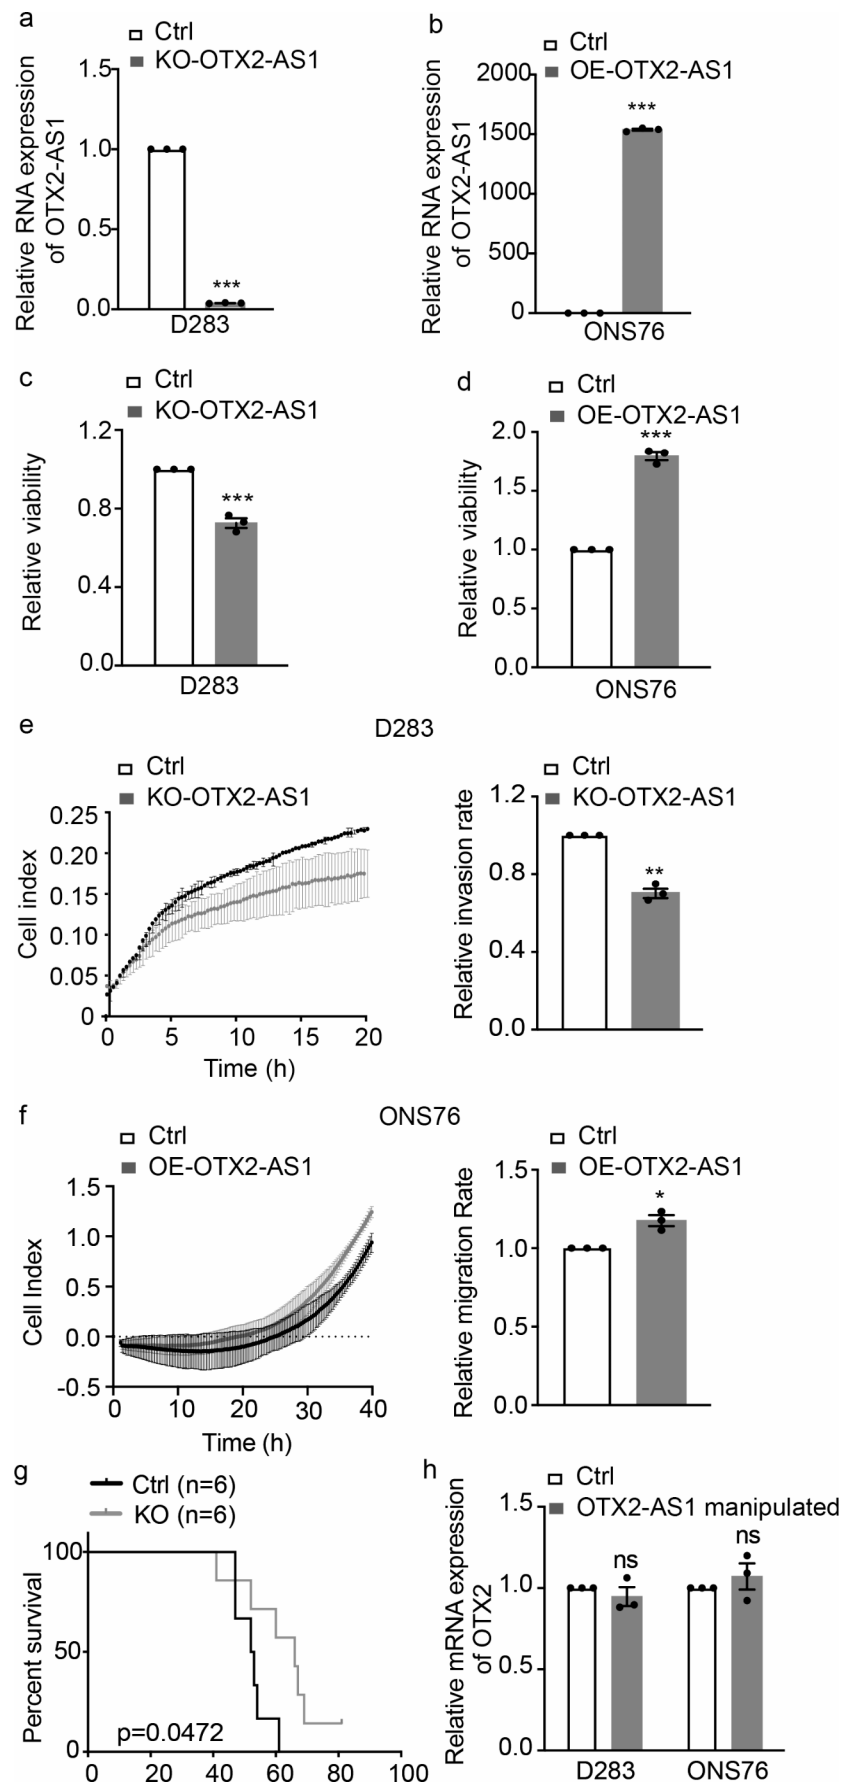 a
Ctrl
KO-OTX2-AS1
Relative RNA expression
of OTX2-AS1
1.5
1.0
0.5
0.0
***
D283
b
Ctrl
OE-OTX2-AS1
Relative RNA expression
of OTX2-AS1
2000
1500
1000
500
0
***
ONS76
c
Ctrl
KO-OTX2-AS1
Relative viability
1.2
0.8
0.4
0.0
***
D283
d
Ctrl
OE-OTX2-AS1
Relative viability
2.0
1.5
1.0
0.5
0.0
***
ONS76
e
D283
Ctrl
KO-OTX2-AS1
Cell index
0.25
0.20
0.15
0.10
0.05
0
0 5 10 15 20
Time (h)
Ctrl
KO-OTX2-AS1
Relative invasion rate
1.2
0.8
0.4
0.0
**
f
ONS76
Ctrl
OE-OTX2-AS1
Cell Index
1.5
1.0
0.5
0.0
-0.5
0 10 20 30 40
Time (h)
Ctrl
OE-OTX2-AS1
Relative migration Rate
1.5
1.0
0.5
0.0
*
g
Ctrl (n=6)
KO (n=6)
Percent survival
100
50
0
p=0.0472
0 20 40 60 80 100
h
Ctrl
OTX2-AS1 manipulated
Relative mRNA expression
of OTX2
1.5
1.0
0.5
0.0
ns
ns
D283 ONS76